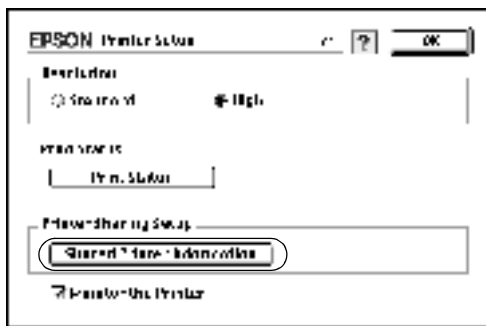 EPSON Printer Setup ? OK
Resolution
Standard High
Print Status
Print Status
Printer Sharing Setup
Shared Printer Information
Monitor the Printer